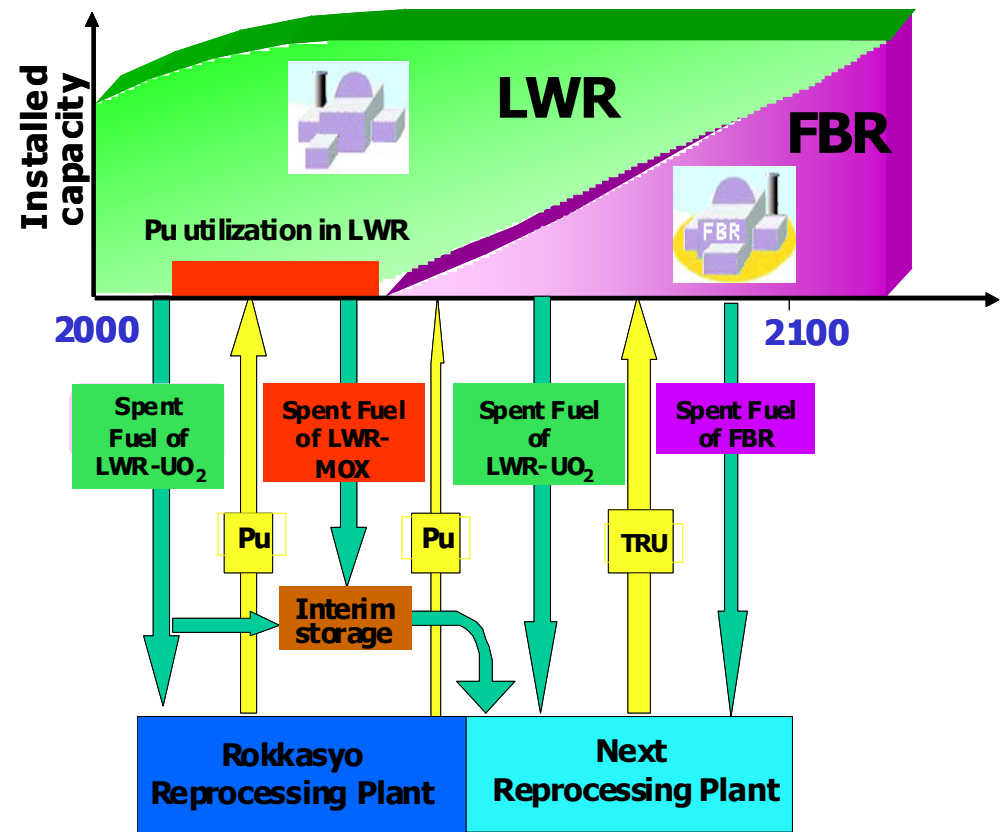 Installed
capacity
LWR
FBR
FBR
Pu utilization in LWR
2000
2100
Spent
Fuel of
LWR-UO₂
Spent Fuel
of LWR-
MOX
Spent Fuel
of
LWR-UO₂
Spent Fuel
of FBR
Pu
Pu
TRU
Interim
storage
Rokkasyo
Reprocessing Plant
Next
Reprocessing Plant